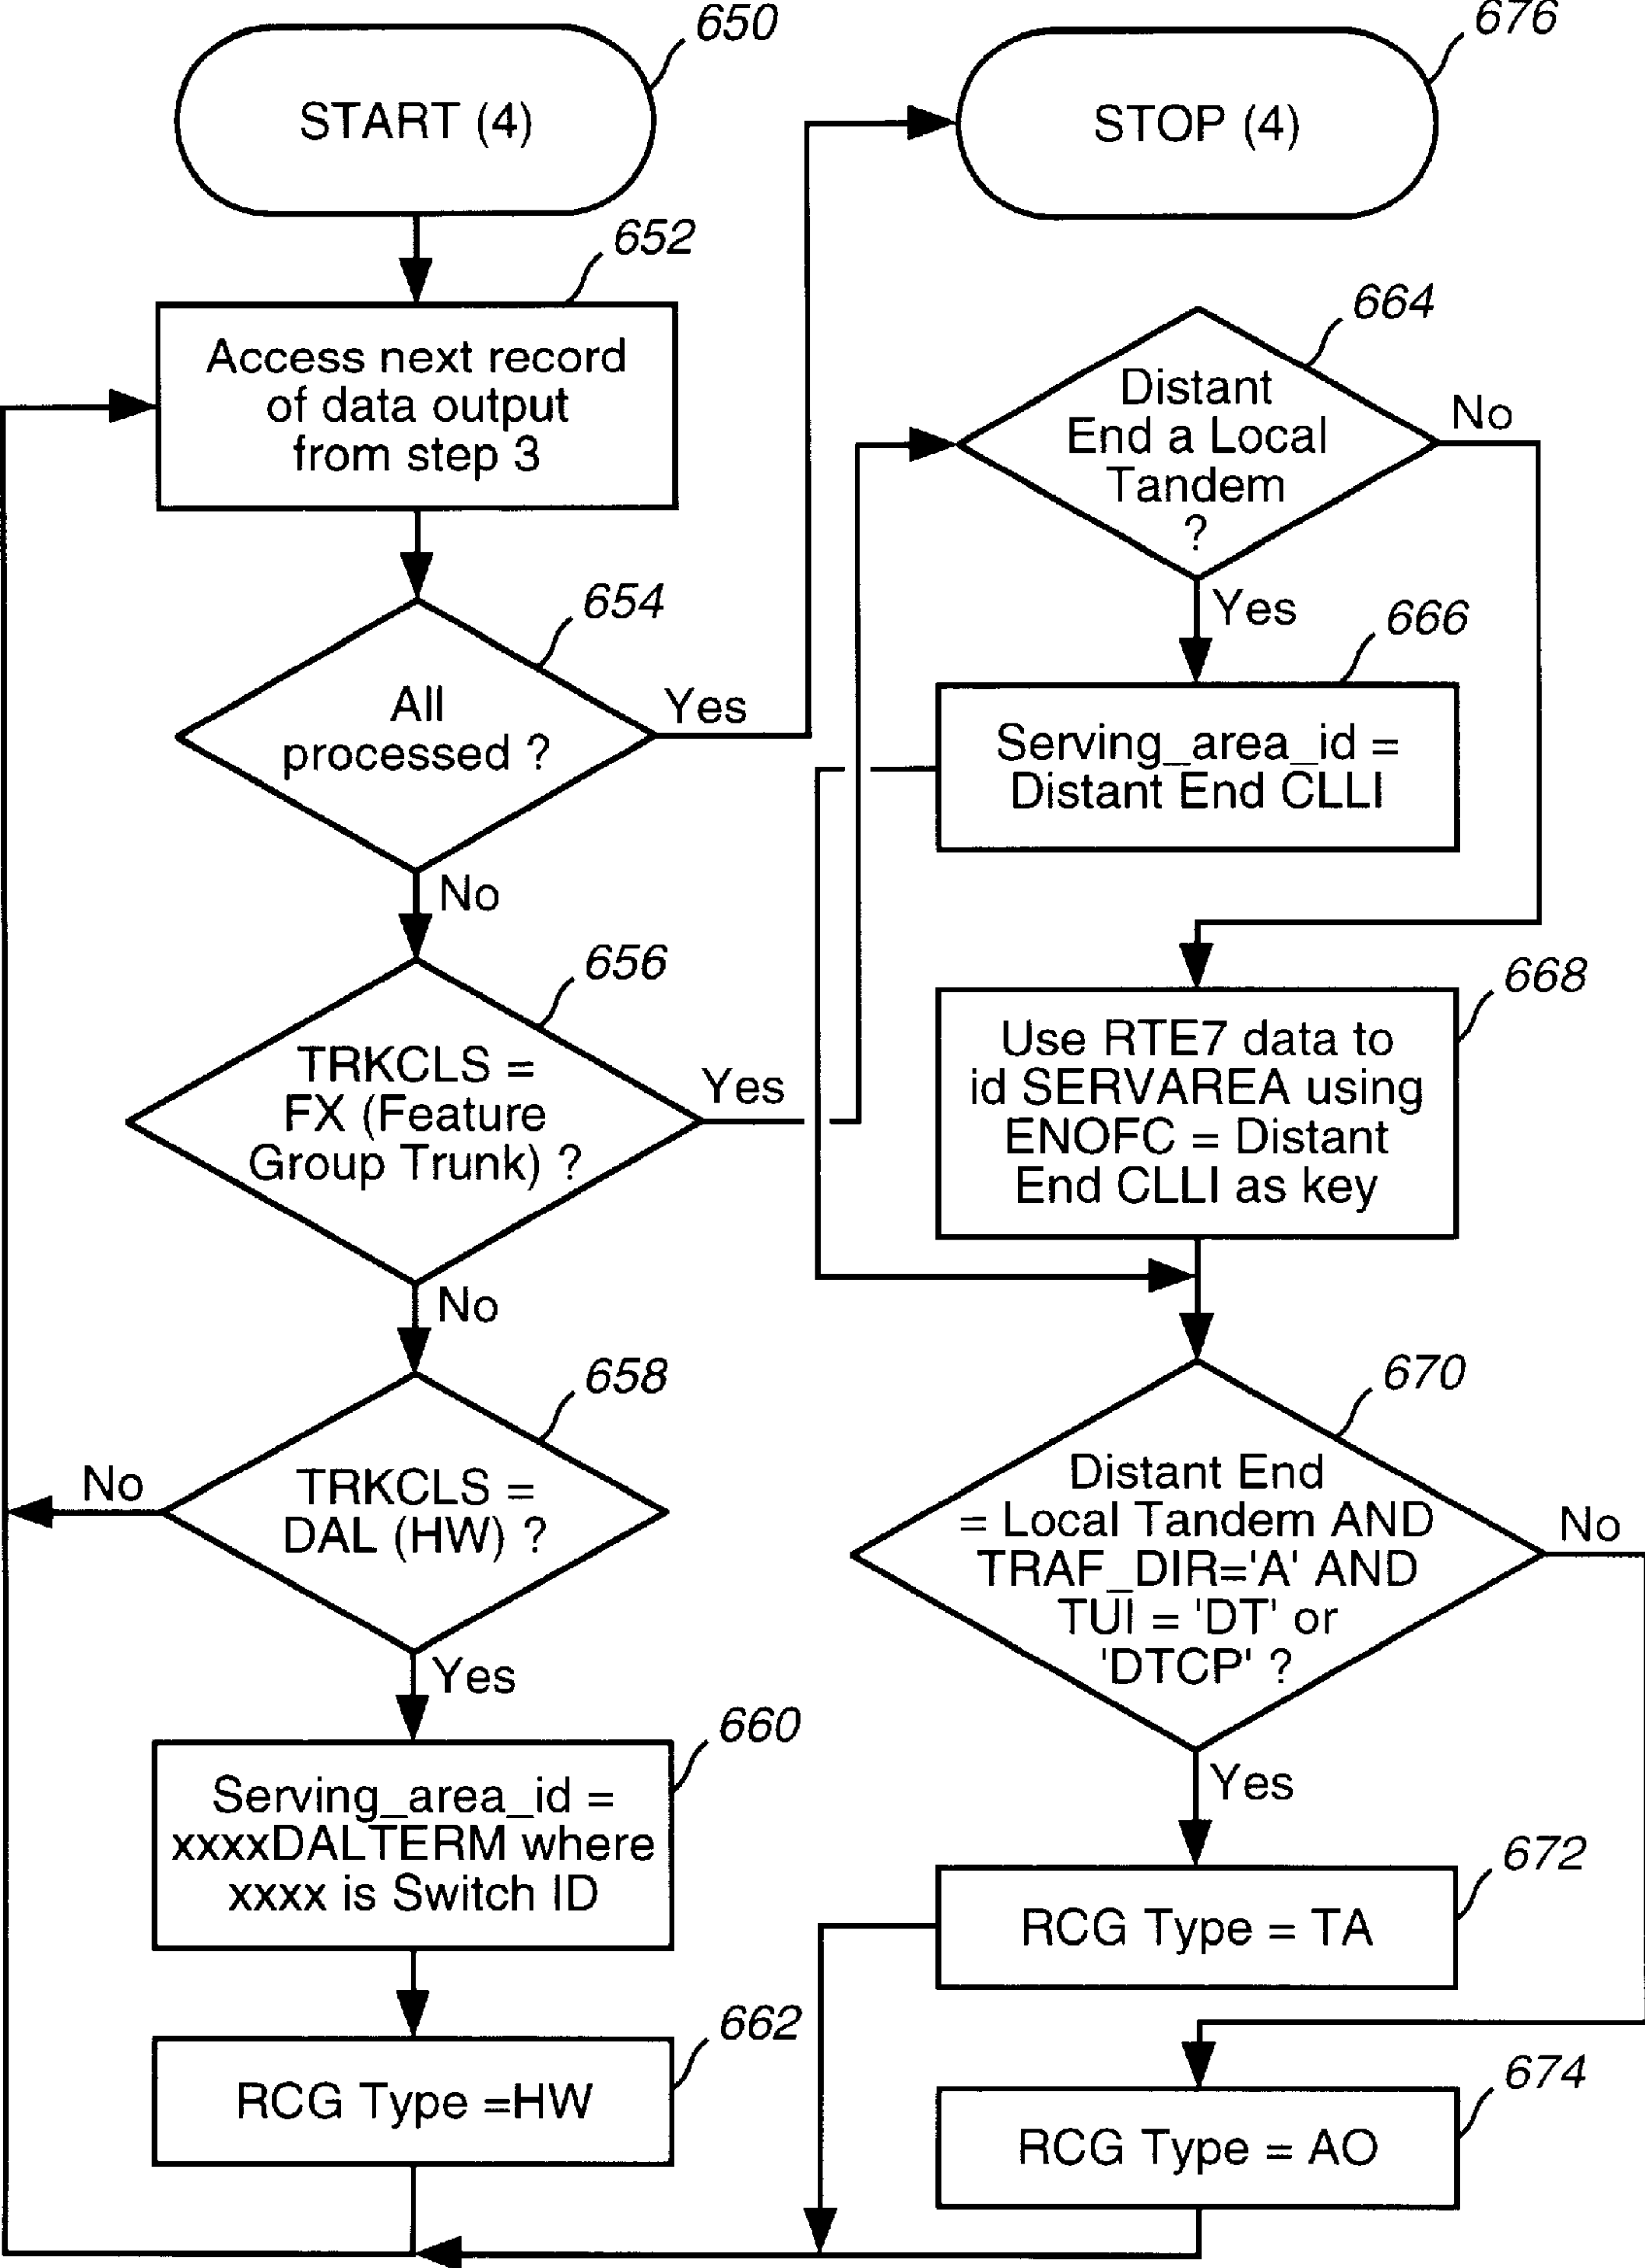 650
START (4)
652
Access next record
of data output
from step 3
654
All
processed ?
Yes
No
656
TRKCLS =
FX (Feature
Group Trunk) ?
Yes
No
658
TRKCLS =
DAL (HW) ?
No
Yes
660
Serving_area_id =
xxxxDALTERM where
xxxx is Switch ID
662
RCG Type =HW
676
STOP (4)
664
Distant
End a Local
Tandem
?
No
Yes
666
Serving_area_id =
Distant End CLLI
668
Use RTE7 data to
id SERVAREA using
ENOFC = Distant
End CLLI as key
670
Distant End
= Local Tandem AND
TRAF_DIR='A' AND
TUI = 'DT' or
'DTCP' ?
No
Yes
672
RCG Type = TA
674
RCG Type = AO